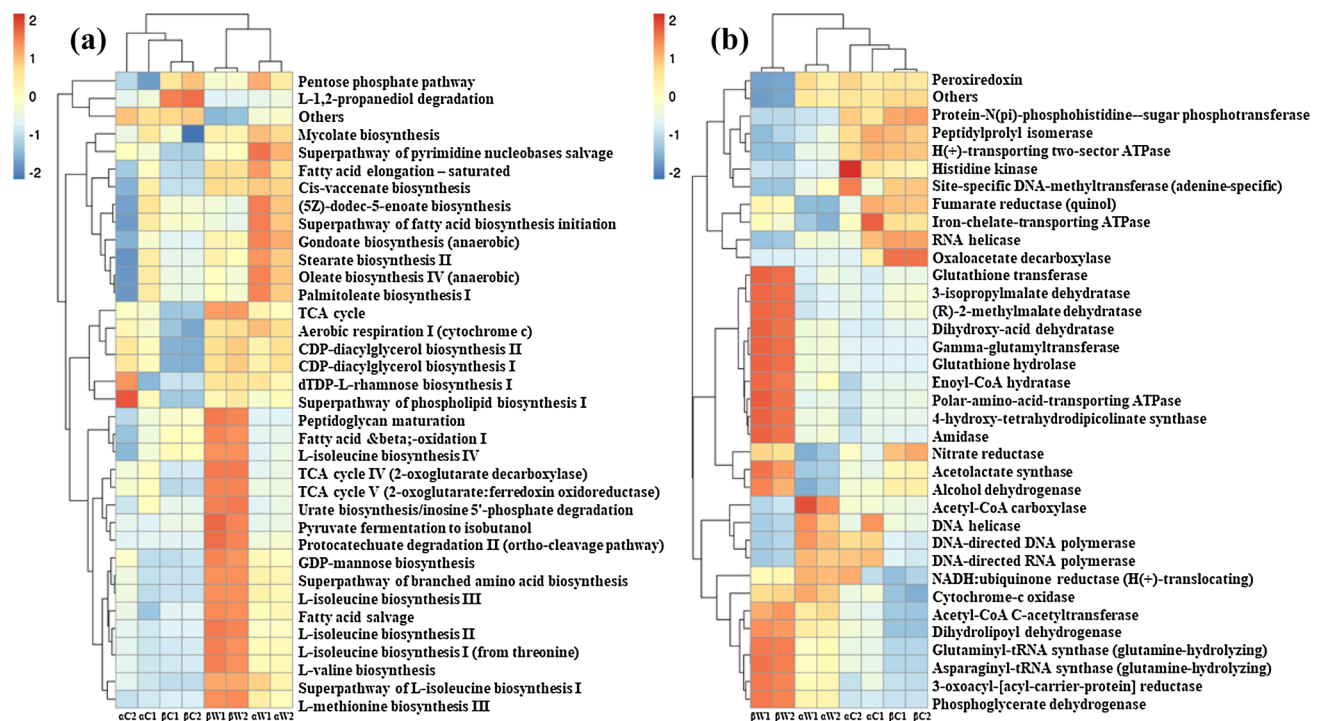 (a)
2
1
0
-1
-2
Pentose phosphate pathway
L-1,2-propanediol degradation
Others
Mycolate biosynthesis
Superpathway of pyrimidine nucleobases salvage
Fatty acid elongation – saturated
Cis-vaccenate biosynthesis
(5Z)-dodec-5-enoate biosynthesis
Superpathway of fatty acid biosynthesis initiation
Gondoate biosynthesis (anaerobic)
Stearate biosynthesis II
Oleate biosynthesis IV (anaerobic)
Palmitoleate biosynthesis I
TCA cycle
Aerobic respiration I (cytochrome c)
CDP-diacylglycerol biosynthesis II
CDP-diacylglycerol biosynthesis I
dTDP-L-rhamnose biosynthesis I
Superpathway of phospholipid biosynthesis I
Peptidoglycan maturation
Fatty acid &beta;-oxidation I
L-isoleucine biosynthesis IV
TCA cycle IV (2-oxoglutarate decarboxylase)
TCA cycle V (2-oxoglutarate:ferredoxin oxidoreductase)
Urate biosynthesis/inosine 5'-phosphate degradation
Pyruvate fermentation to isobutanol
Protocatechuate degradation II (ortho-cleavage pathway)
GDP-mannose biosynthesis
Superpathway of branched amino acid biosynthesis
L-isoleucine biosynthesis III
Fatty acid salvage
L-isoleucine biosynthesis II
L-isoleucine biosynthesis I (from threonine)
L-valine biosynthesis
Superpathway of L-isoleucine biosynthesis I
L-methionine biosynthesis III
αC2 αC1 βC1 βC2 βW1 βW2 αW1 αW2
(b)
2
1
0
-1
-2
Peroxiredoxin
Others
Protein-N(pi)-phosphohistidine--sugar phosphotransferase
Peptidylprolyl isomerase
H(+)-transporting two-sector ATPase
Histidine kinase
Site-specific DNA-methyltransferase (adenine-specific)
Fumarate reductase (quinol)
Iron-chelate-transporting ATPase
RNA helicase
Oxaloacetate decarboxylase
Glutathione transferase
3-isopropylmalate dehydratase
(R)-2-methylmalate dehydratase
Dihydroxy-acid dehydratase
Gamma-glutamyltransferase
Glutathione hydrolase
Enoyl-CoA hydratase
Polar-amino-acid-transporting ATPase
4-hydroxy-tetrahydrodipicolinate synthase
Amidase
Nitrate reductase
Acetolactate synthase
Alcohol dehydrogenase
Acetyl-CoA carboxylase
DNA helicase
DNA-directed DNA polymerase
DNA-directed RNA polymerase
NADH:ubiquinone reductase (H(+)-translocating)
Cytochrome-c oxidase
Acetyl-CoA C-acetyltransferase
Dihydrolipoyl dehydrogenase
Glutaminyl-tRNA synthase (glutamine-hydrolyzing)
Asparaginyl-tRNA synthase (glutamine-hydrolyzing)
3-oxoacyl-[acyl-carrier-protein] reductase
Phosphoglycerate dehydrogenase
βW1 βW2 αW1 αW2 αC2 αC1 βC1 βC2